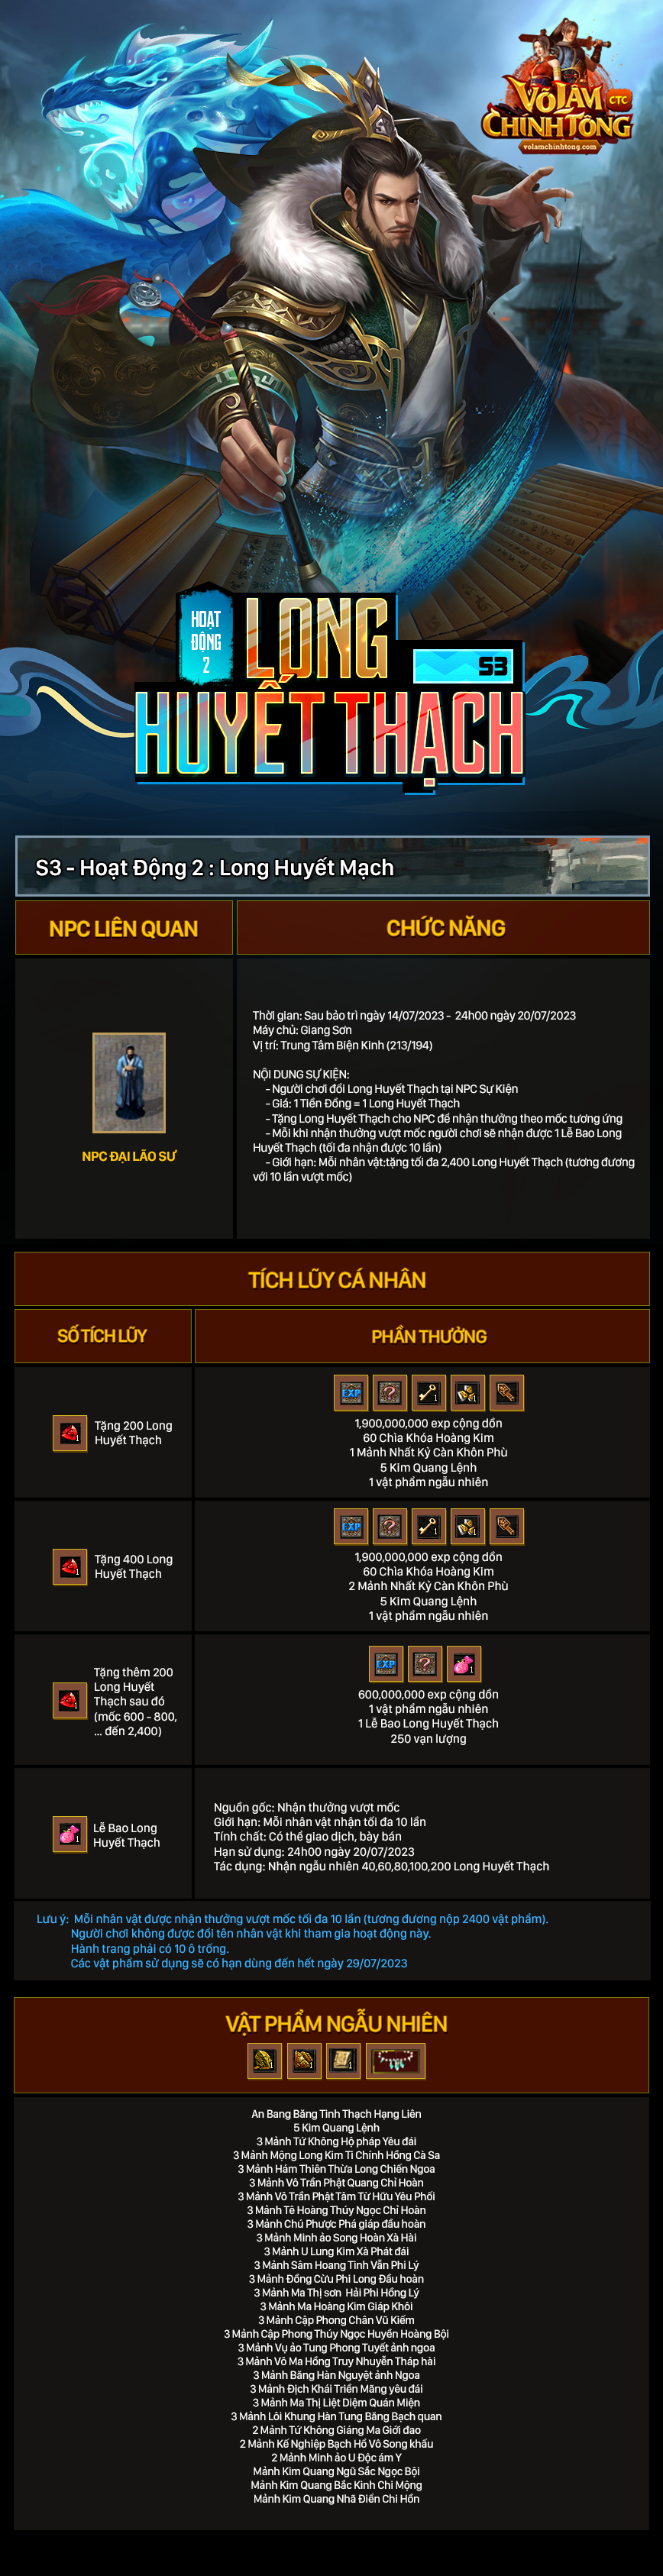 VÕ LÂM
CTC
CHINH TÔNG
volamchinhtong.com
HOẠT
ĐỘNG
2
LONG
S3
HUYẾT THẠCH
S3 - Hoạt Động 2 : Long Huyết Mạch
NPC LIÊN QUAN
CHỨC NĂNG
NPC ĐẠI LÃO SƯ
Thời gian: Sau bảo trì ngày 14/07/2023 - 24h00 ngày 20/07/2023
Máy chủ: Giang Sơn
Vị trí: Trung Tâm Biện Kinh (213/194)
NỘI DUNG SỰ KIỆN:
- Người chơi đổi Long Huyết Thạch tại NPC Sự Kiện
- Giá: 1 Tiền Đồng = 1 Long Huyết Thạch
- Tặng Long Huyết Thạch cho NPC để nhận thưởng theo mốc tương ứng
- Mỗi khi nhận thưởng vượt mốc người chơi sẽ nhận được 1 Lễ Bao Long
Huyết Thạch (tối đa nhận được 10 lần)
- Giới hạn: Mỗi nhân vật:tặng tối đa 2,400 Long Huyết Thạch (tương đương
với 10 lần vượt mốc)
TÍCH LŨY CÁ NHÂN
SỐ TÍCH LŨY
PHẦN THƯỞNG
Tặng 200 Long
Huyết Thạch
1,900,000,000 exp cộng dồn
60 Chìa Khóa Hoàng Kim
1 Mảnh Nhất Kỷ Càn Khôn Phù
5 Kim Quang Lệnh
1 vật phẩm ngẫu nhiên
Tặng 400 Long
Huyết Thạch
1,900,000,000 exp cộng dồn
60 Chìa Khóa Hoàng Kim
2 Mảnh Nhất Kỷ Càn Khôn Phù
5 Kim Quang Lệnh
1 vật phẩm ngẫu nhiên
Tặng thêm 200
Long Huyết
Thạch sau đó
(mốc 600 - 800,
... đến 2,400)
600,000,000 exp cộng dồn
1 vật phẩm ngẫu nhiên
1 Lễ Bao Long Huyết Thạch
250 vạn lượng
Lễ Bao Long
Huyết Thạch
Nguồn gốc: Nhận thưởng vượt mốc
Giới hạn: Mỗi nhân vật nhận tối đa 10 lần
Tính chất: Có thể giao dịch, bày bán
Hạn sử dụng: 24h00 ngày 20/07/2023
Tác dụng: Nhận ngẫu nhiên 40,60,80,100,200 Long Huyết Thạch
Lưu ý: Mỗi nhân vật được nhận thưởng vượt mốc tối đa 10 lần (tương đương nộp 2400 vật phẩm).
Người chơi không được đổi tên nhân vật khi tham gia hoạt động này.
Hành trang phải có 10 ô trống.
Các vật phẩm sử dụng sẽ có hạn dùng đến hết ngày 29/07/2023
VẬT PHẨM NGẪU NHIÊN
An Bang Băng Tinh Thạch Hạng Liên
5 Kim Quang Lệnh
3 Mảnh Tứ Không Hộ pháp Yêu đái
3 Mảnh Mộng Long Kim Ti Chính Hồng Cà Sa
3 Mảnh Hám Thiên Thừa Long Chiến Ngoa
3 Mảnh Vô Trần Phật Quang Chỉ Hoàn
3 Mảnh Vô Trần Phật Tâm Từ Hữu Yêu Phối
3 Mảnh Tê Hoàng Thúy Ngọc Chỉ Hoàn
3 Mảnh Chú Phược Phá giáp đầu hoàn
3 Mảnh Minh ảo Song Hoàn Xà Hài
3 Mảnh U Lung Kim Xà Phát đái
3 Mảnh Sâm Hoang Tinh Vẫn Phi Lý
3 Mảnh Đồng Cừu Phi Long Đầu hoàn
3 Mảnh Ma Thị sơn Hải Phi Hồng Lý
3 Mảnh Ma Hoàng Kim Giáp Khôi
3 Mảnh Cập Phong Chân Vũ Kiếm
3 Mảnh Cập Phong Thúy Ngọc Huyền Hoàng Bội
3 Mảnh Vụ ảo Tung Phong Tuyết ảnh ngoa
3 Mảnh Vô Ma Hồng Truy Nhuyễn Tháp hài
3 Mảnh Băng Hàn Nguyệt ảnh Ngoa
3 Mảnh Địch Khái Triền Mãng yêu đái
3 Mảnh Ma Thị Liệt Diệm Quán Miện
3 Mảnh Lôi Khung Hàn Tung Băng Bạch quan
2 Mảnh Tứ Không Giáng Ma Giới đao
2 Mảnh Kế Nghiệp Bạch Hổ Vô Song khấu
2 Mảnh Minh ảo U Độc ám Y
Mảnh Kim Quang Ngũ Sắc Ngọc Bội
Mảnh Kim Quang Bắc Kinh Chi Mộng
Mảnh Kim Quang Nhã Điển Chi Hồn